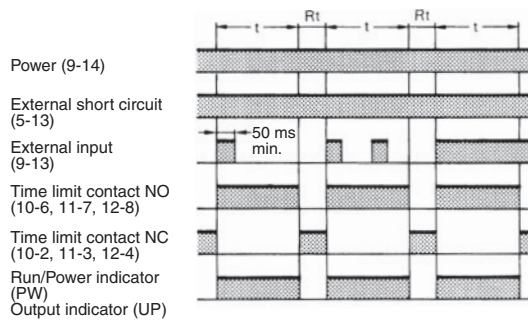 t Rt t Rt t
Power (9-14)
External short circuit
(5-13)
External input
(9-13)
50 ms
min.
Time limit contact NO
(10-6, 11-7, 12-8)
Time limit contact NC
(10-2, 11-3, 12-4)
Run/Power indicator
(PW)
Output indicator (UP)